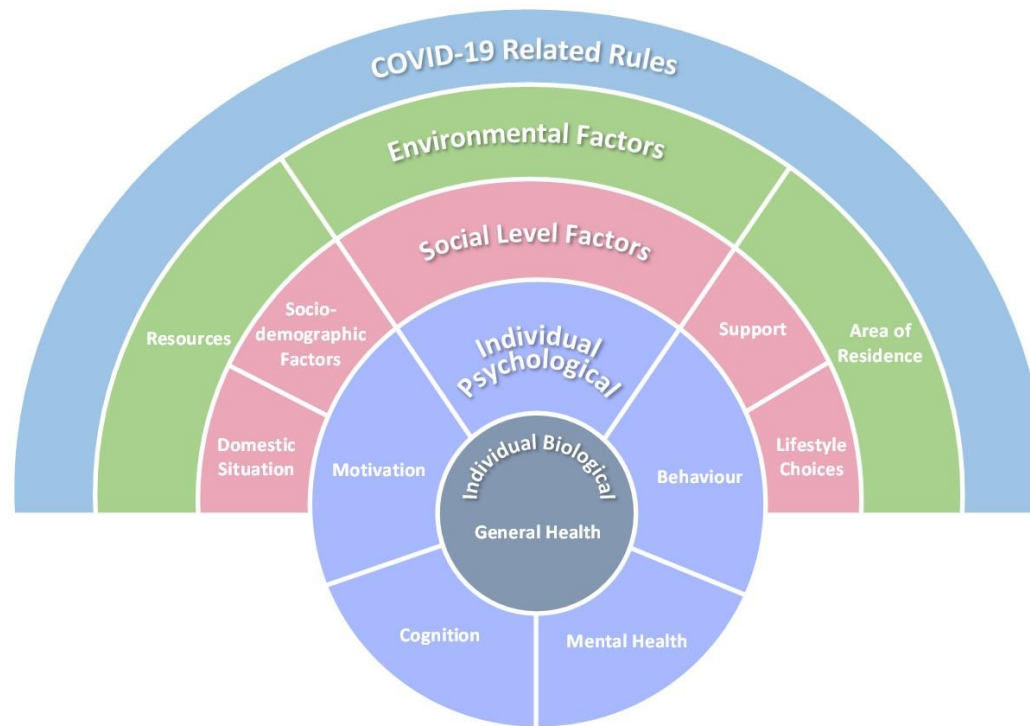 COVID-19 Related Rules
Environmental Factors
Social Level Factors
Individual
Psychological
Individual Biological
General Health
Resources
Socio-
demographic
Factors
Domestic
Situation
Motivation
Cognition
Mental Health
Behaviour
Support
Lifestyle
Choices
Area of
Residence